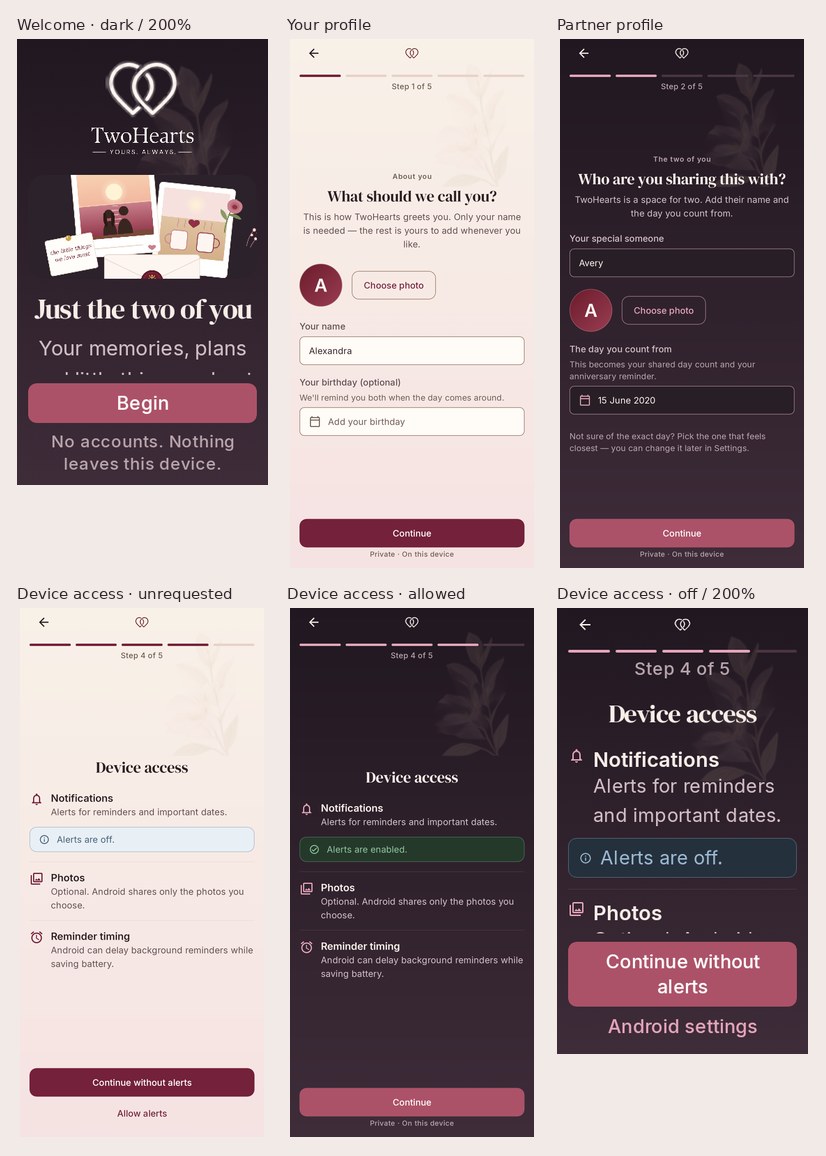 Welcome · dark / 200%
TwoHearts
YOURS. ALWAYS.
the little things
we love most
Just the two of you
Your memories, plans
Begin
No accounts. Nothing
leaves this device.
Your profile
Step 1 of 5
About you
What should we call you?
This is how TwoHearts greets you. Only your name
is needed — the rest is yours to add whenever you
like.
A
Choose photo
Your name
Alexandra
Your birthday (optional)
We'll remind you both when the day comes around.
Add your birthday
Continue
Private · On this device
Partner profile
Step 2 of 5
The two of you
Who are you sharing this with?
TwoHearts is a space for two. Add their name and
the day you count from.
Your special someone
Avery
A
Choose photo
The day you count from
This becomes your shared day count and your
anniversary reminder.
15 June 2020
Not sure of the exact day? Pick the one that feels
closest — you can change it later in Settings.
Continue
Private · On this device
Device access · unrequested
Step 4 of 5
Device access
Notifications
Alerts for reminders and important dates.
Alerts are off.
Photos
Optional. Android shares only the photos you
choose.
Reminder timing
Android can delay background reminders while
saving battery.
Continue without alerts
Allow alerts
Device access · allowed
Step 4 of 5
Device access
Notifications
Alerts for reminders and important dates.
Alerts are enabled.
Photos
Optional. Android shares only the photos you
choose.
Reminder timing
Android can delay background reminders while
saving battery.
Continue
Private · On this device
Device access · off / 200%
Step 4 of 5
Device access
Notifications
Alerts for reminders
and important dates.
Alerts are off.
Photos
Continue without
alerts
Android settings